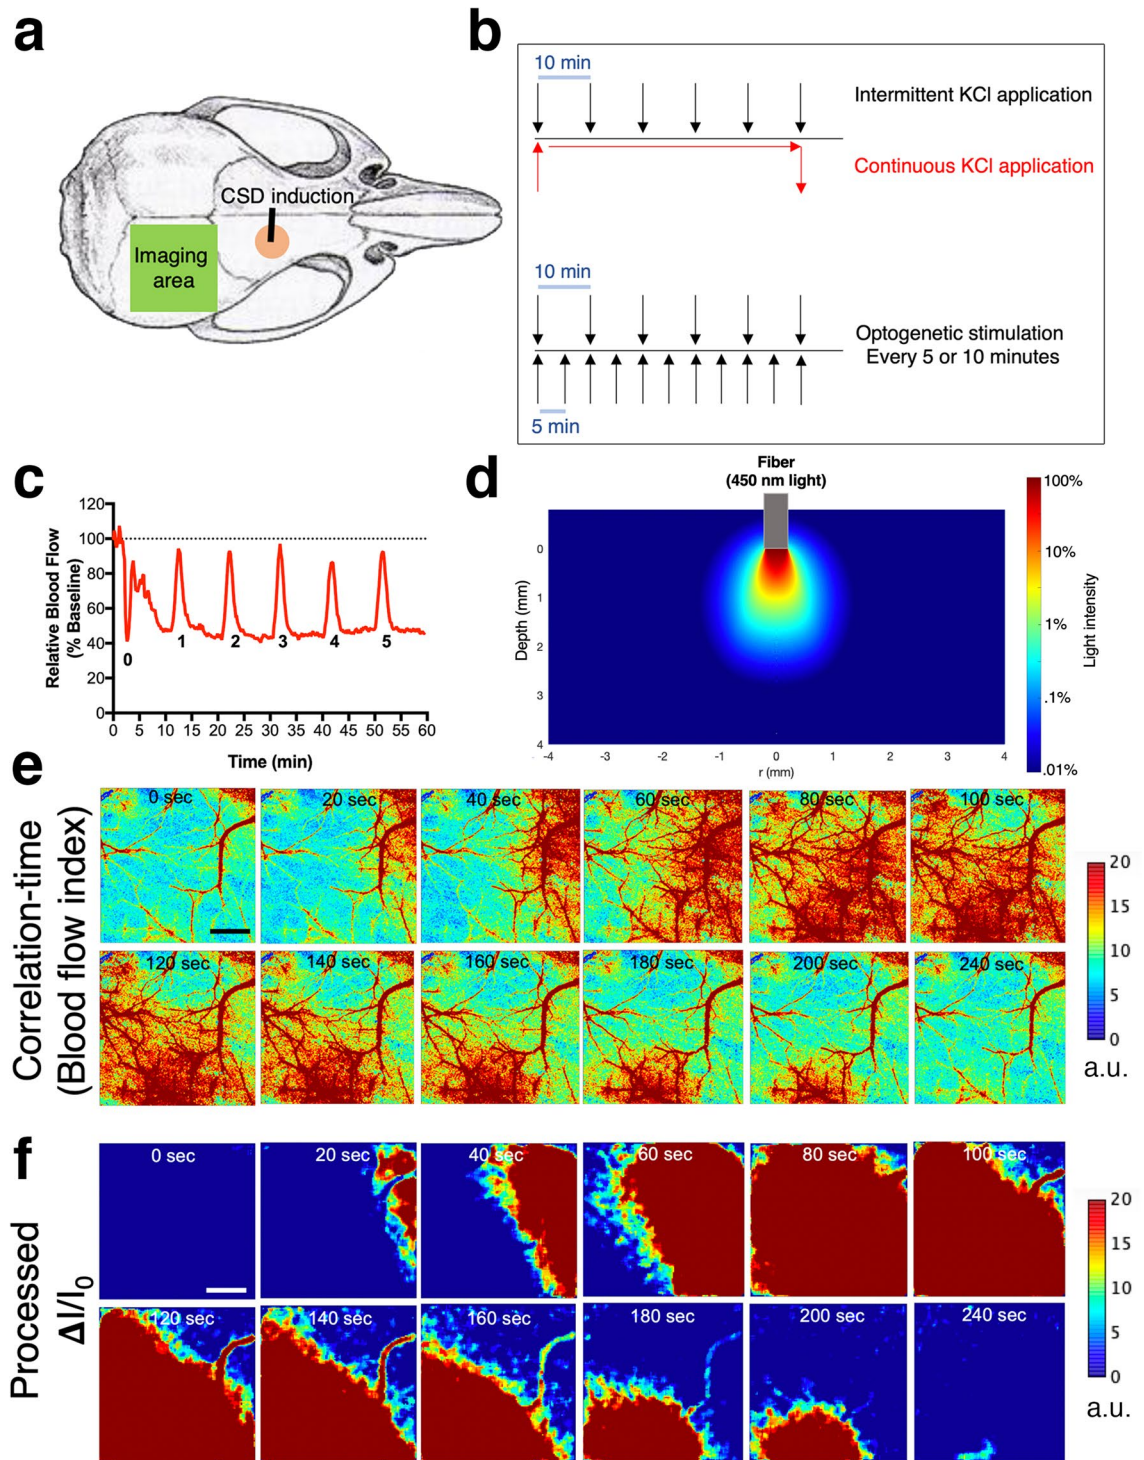 a
CSD induction
Imaging
area
b
10 min
Intermittent KCl application
Continuous KCl application
10 min
Optogenetic stimulation
Every 5 or 10 minutes
5 min
c
Relative Blood Flow
(% Baseline)
120
100
80
60
40
20
0
0
1
2
3
4
5
0 5 10 15 20 25 30 35 40 45 50 55 60
Time (min)
d
Fiber
(450 nm light)
Depth (mm)
0
1
2
3
4
-4 -3 -2 -1 0 1 2 3 4
r (mm)
100%
10%
1%
.1%
.01%
Light intensity
e
Correlation-time
(Blood flow index)
0 sec 20 sec 40 sec 60 sec 80 sec 100 sec
120 sec 140 sec 160 sec 180 sec 200 sec 240 sec
20
15
10
5
0
a.u.
f
Processed
ΔI/I0
0 sec 20 sec 40 sec 60 sec 80 sec 100 sec
120 sec 140 sec 160 sec 180 sec 200 sec 240 sec
20
15
10
5
0
a.u.